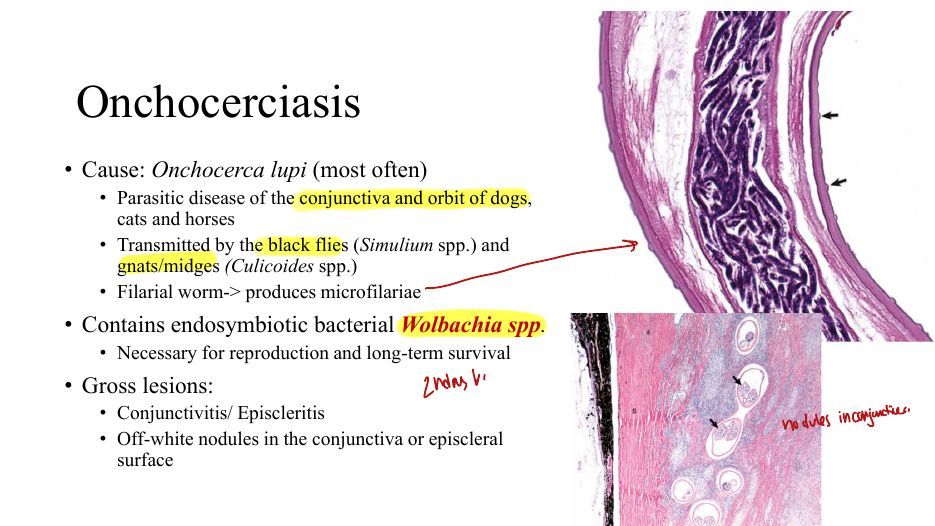 Onchocerciasis
• Cause: Onchocerca lupi (most often)
• Parasitic disease of the conjunctiva and orbit of dogs,
cats and horses
• Transmitted by the black flies (Simulium spp.) and
gnats/midges (Culicoides spp.)
• Filarial worm-> produces microfilariae
• Contains endosymbiotic bacterial Wolbachia spp.
• Necessary for reproduction and long-term survival
• Gross lesions:
• Conjunctivitis/ Episcleritis
• Off-white nodules in the conjunctiva or episcleral
surface
S
nodules in